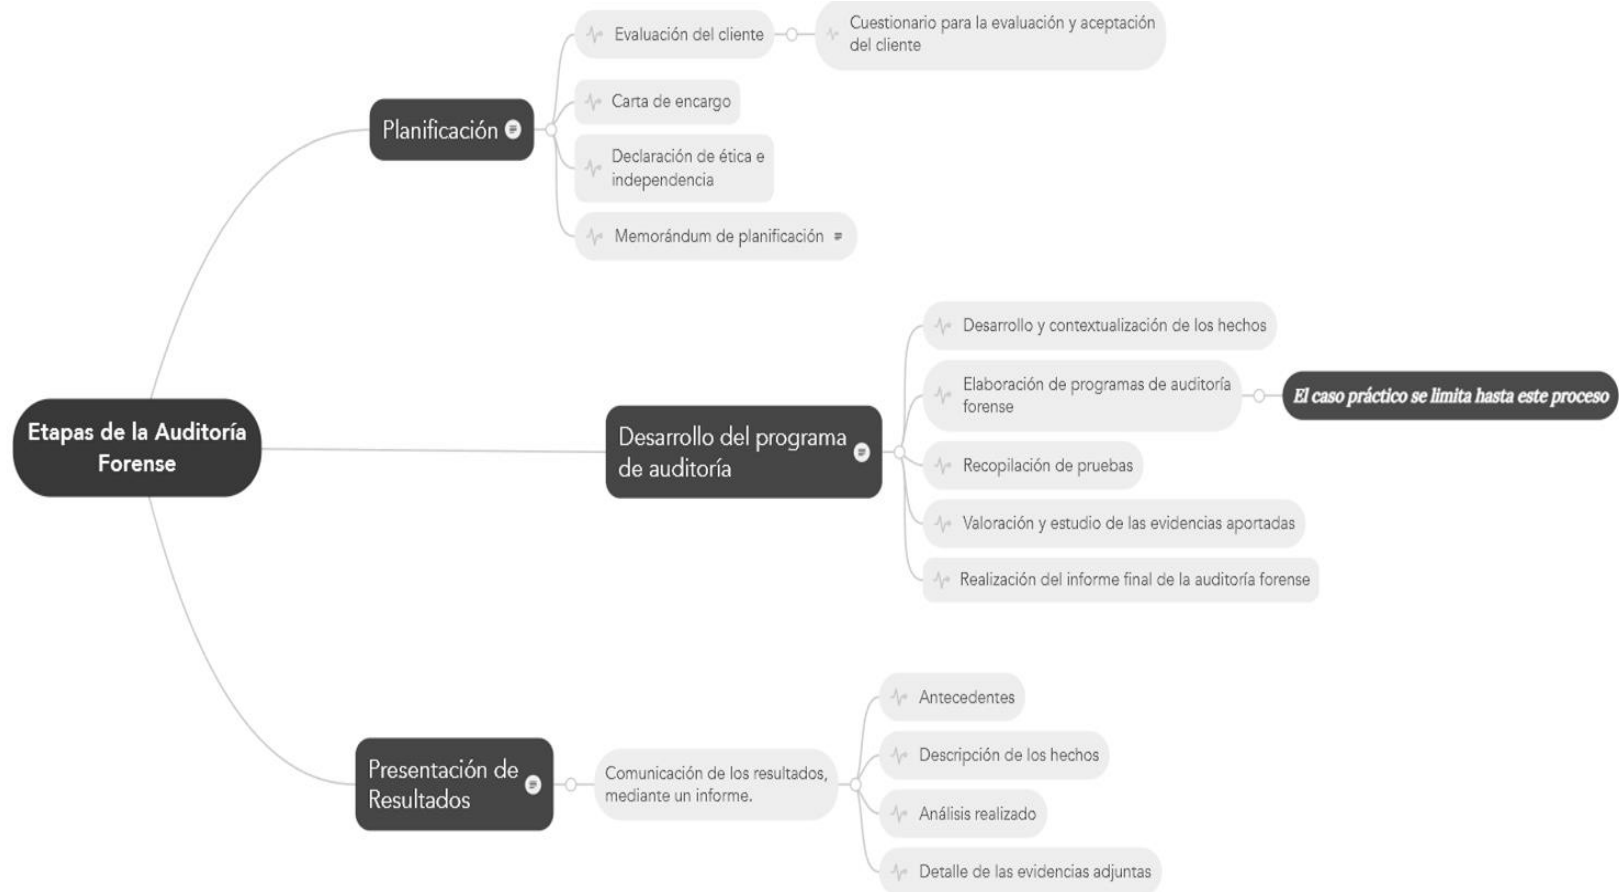 Etapas de la Auditoría
Forense
Planificación
Evaluación del cliente
Cuestionario para la evaluación y aceptación
del cliente
Carta de encargo
Declaración de ética e
independencia
Memorándum de planificación
Desarrollo del programa
de auditoría
Desarrollo y contextualización de los hechos
Elaboración de programas de auditoría
forense
El caso práctico se limita hasta este proceso
Recopilación de pruebas
Valoración y estudio de las evidencias aportadas
Realización del informe final de la auditoría forense
Presentación de
Resultados
Comunicación de los resultados,
mediante un informe.
Antecedentes
Descripción de los hechos
Análisis realizado
Detalle de las evidencias adjuntas